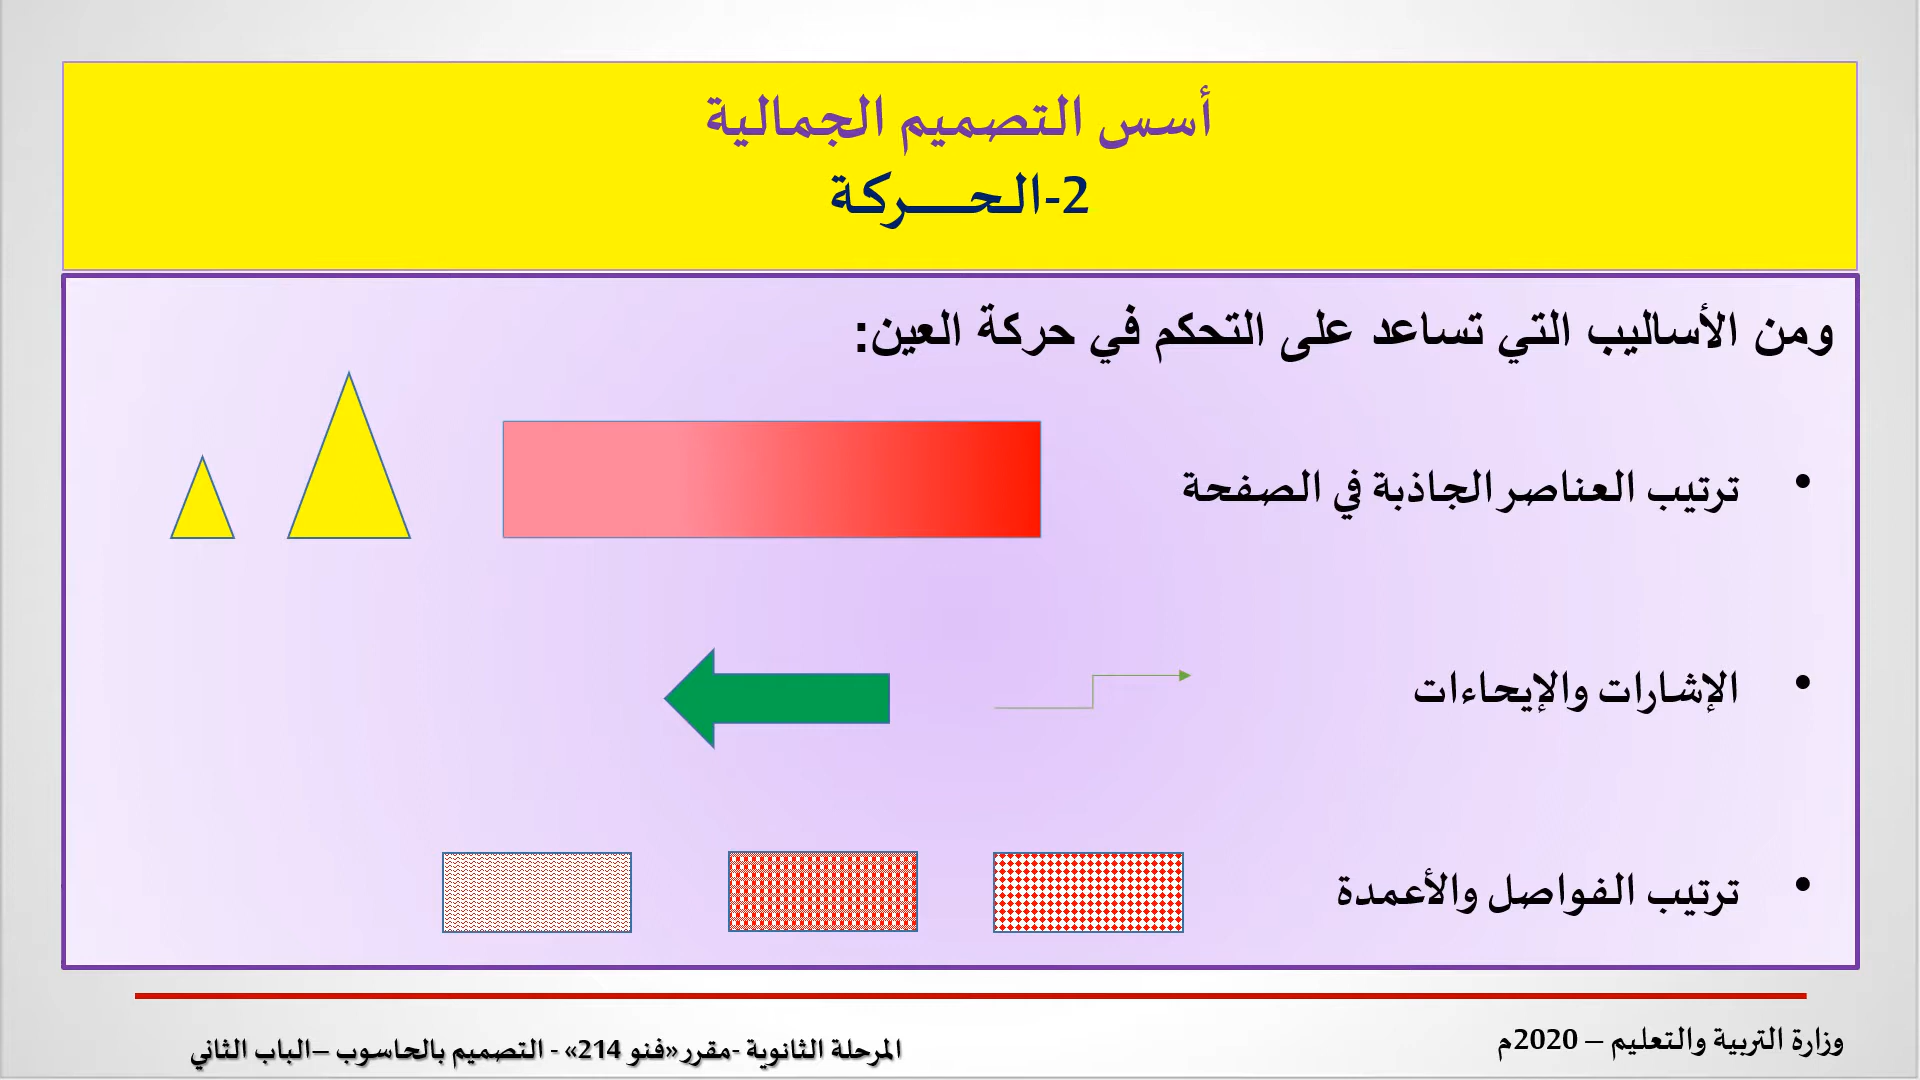 أسس التصميم الجمالية
2-الحـــــركة
ومن الأساليب التي تساعد على التحكم في حركة العين:
• ترتيب العناصر الجاذبة في الصفحة
• الإشارات والإيحاءات
• ترتيب الفواصل والأعمدة
وزارة التربية والتعليم – 2020م
المرحلة الثانوية -مقرر«فنو 214» - التصميم بالحاسوب –الباب الثاني